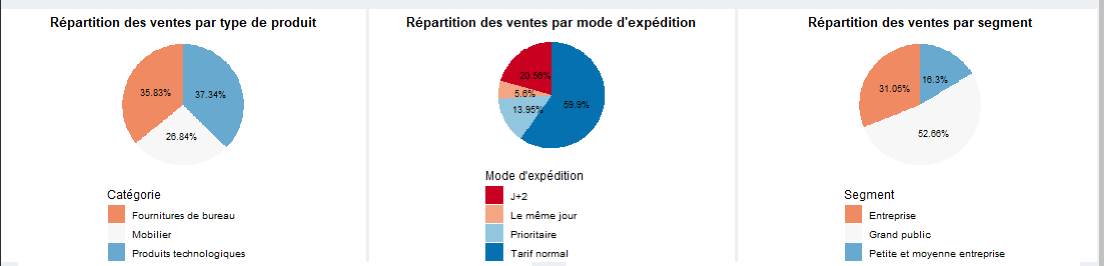 Répartition des ventes par type de produit
35.83%
37.34%
26.84%
Catégorie
Fournitures de bureau
Mobilier
Produits technologiques
Répartition des ventes par mode d'expédition
20.56%
5.6%
13.95%
59.9%
Mode d'expédition
J+2
Le même jour
Prioritaire
Tarif normal
Répartition des ventes par segment
31.05%
16.3%
52.66%
Segment
Entreprise
Grand public
Petite et moyenne entreprise